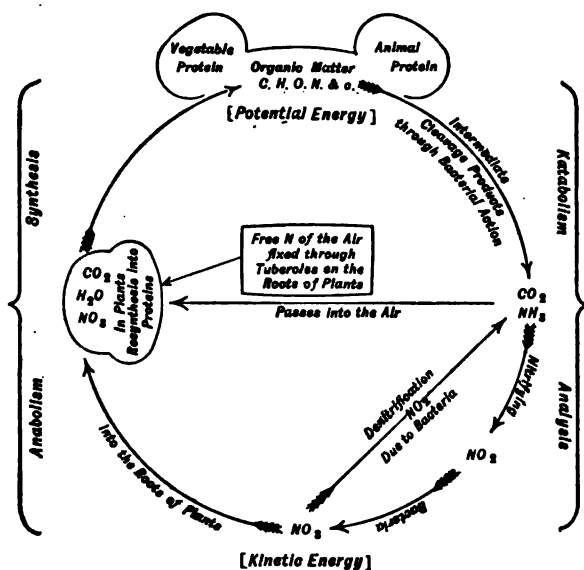 Vegetable
Protein
Animal
Protein
Organic Matter
C. H. O. N. & c.
[Potential Energy]
Intermediate
Cleavage Products
through Bacterial Action
Synthesis
Katabolism
Free N of the Air
fixed through
Tubercles on the
Roots of Plants
CO2
H2O
NO3
in Plants
Resynthesis into
Proteins
Passes into the Air
CO2
NH3
Nitrifying
Denitrification
NO2
Due to Bacteria
Anabolism
Analysis
NO2
Bacteria
Into the Roots of Plants
NO3
[Kinetic Energy]